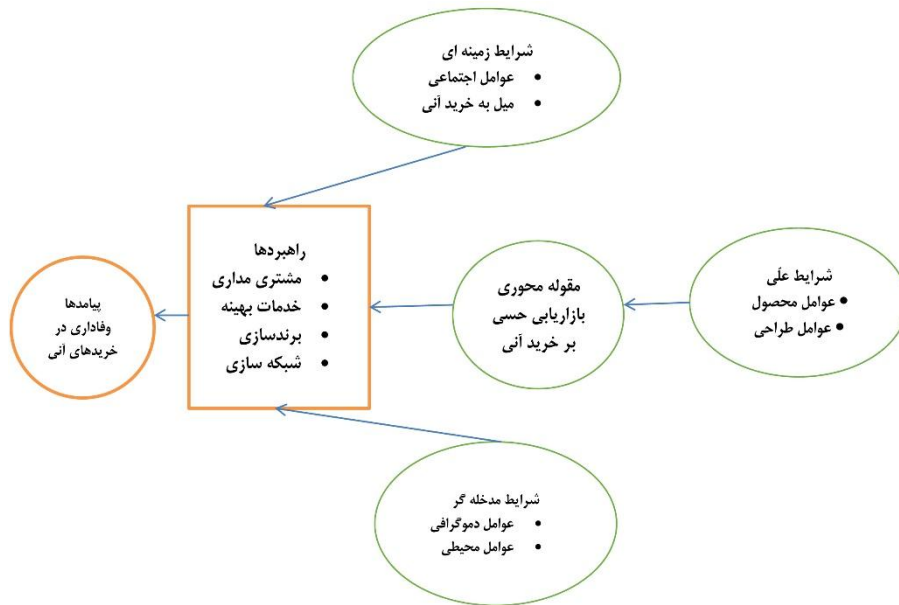 شرایط زمینه ای
• عوامل اجتماعی
• میل به خرید آنی
شرایط علّی
• عوامل محصول
• عوامل طراحی
مقوله محوری
بازاریابی حسی
بر خرید آنی
راهبردها
• مشتری مداری
• خدمات بهینه
• برندسازی
• شبکه سازی
پیامدها
وفاداری در
خریدهای آنی
شرایط مدخله گر
• عوامل دموگرافی
• عوامل محیطی